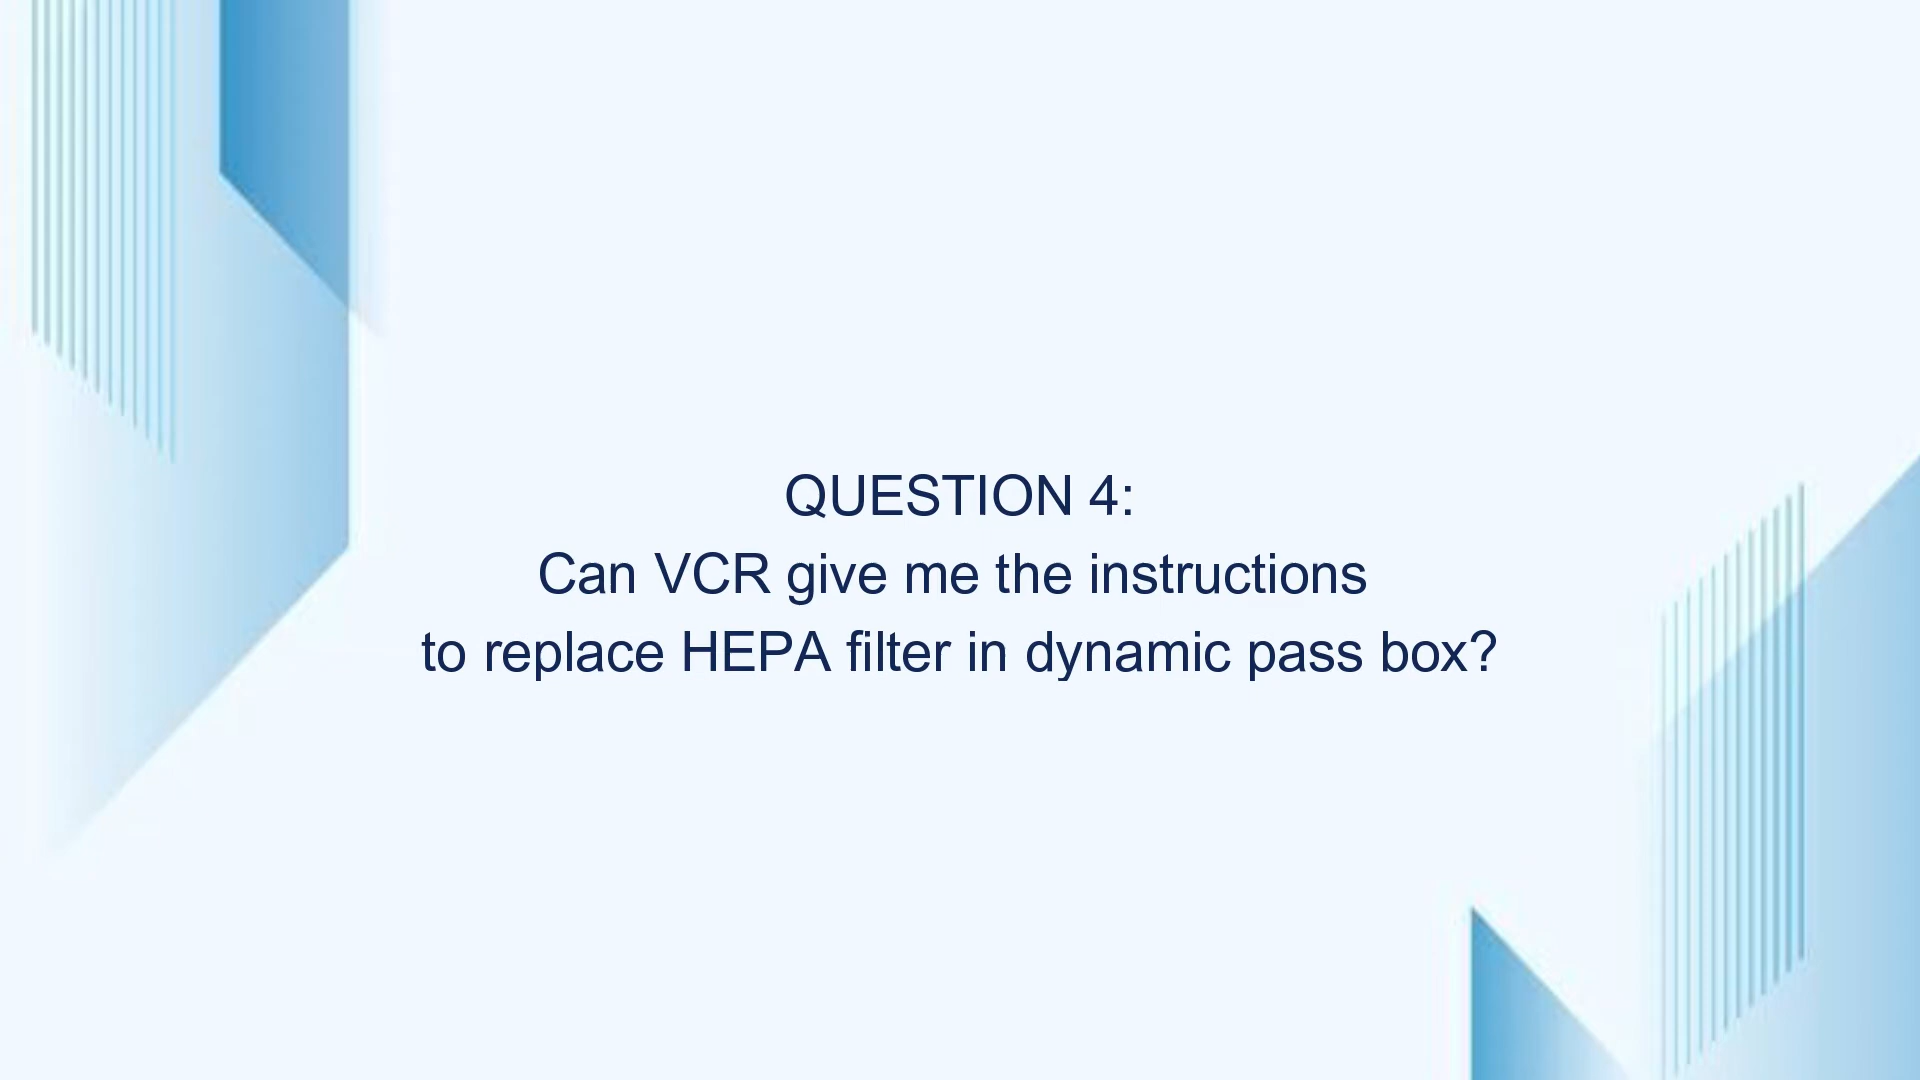 QUESTION 4:
Can VCR give me the instructions
to replace HEPA filter in dynamic pass box?